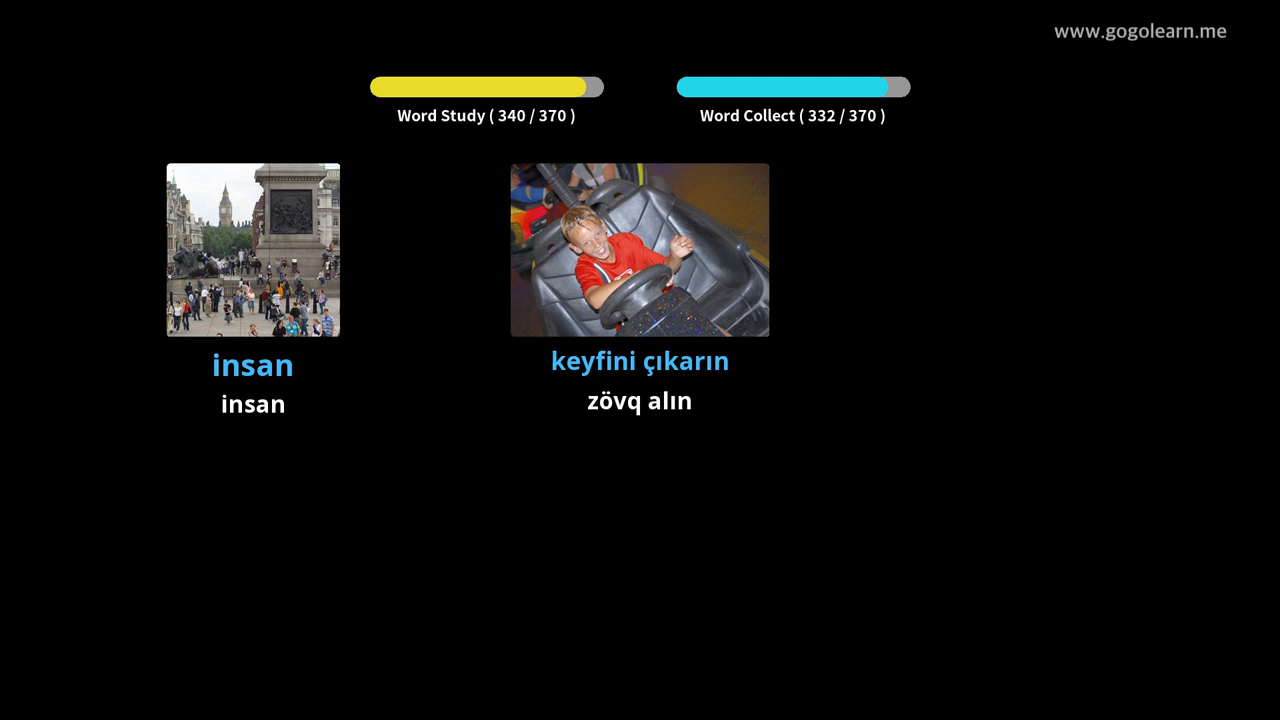 www.gogolearn.me
Word Study ( 340 / 370 )
Word Collect ( 332 / 370 )
insan
insan
keyfini çıkarın
zövq alın